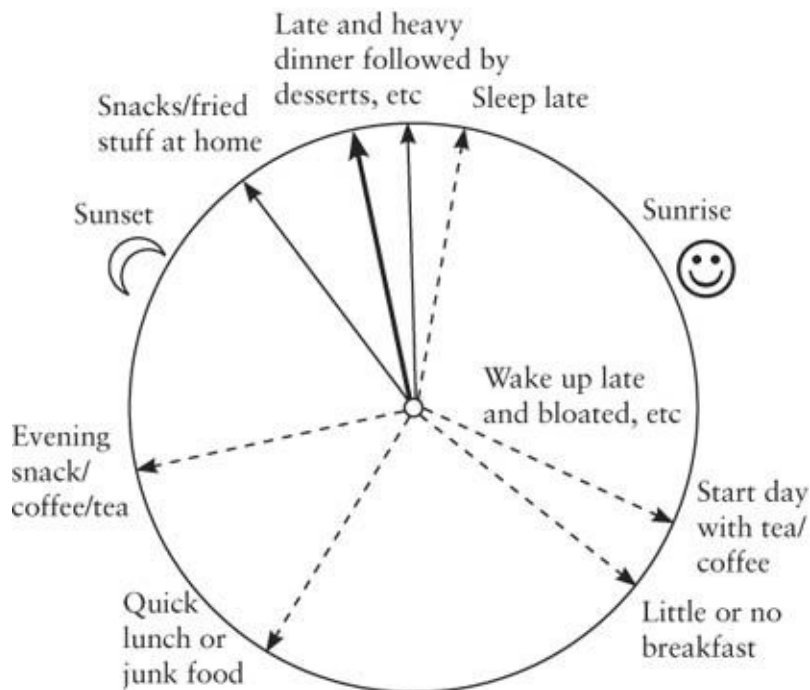 Late and heavy
dinner followed by
desserts, etc
Sleep late
Snacks/fried
stuff at home
Sunset
Sunrise
Wake up late
and bloated, etc
Evening
snack/
coffee/tea
Start day
with tea/
coffee
Quick
lunch or
junk food
Little or no
breakfast